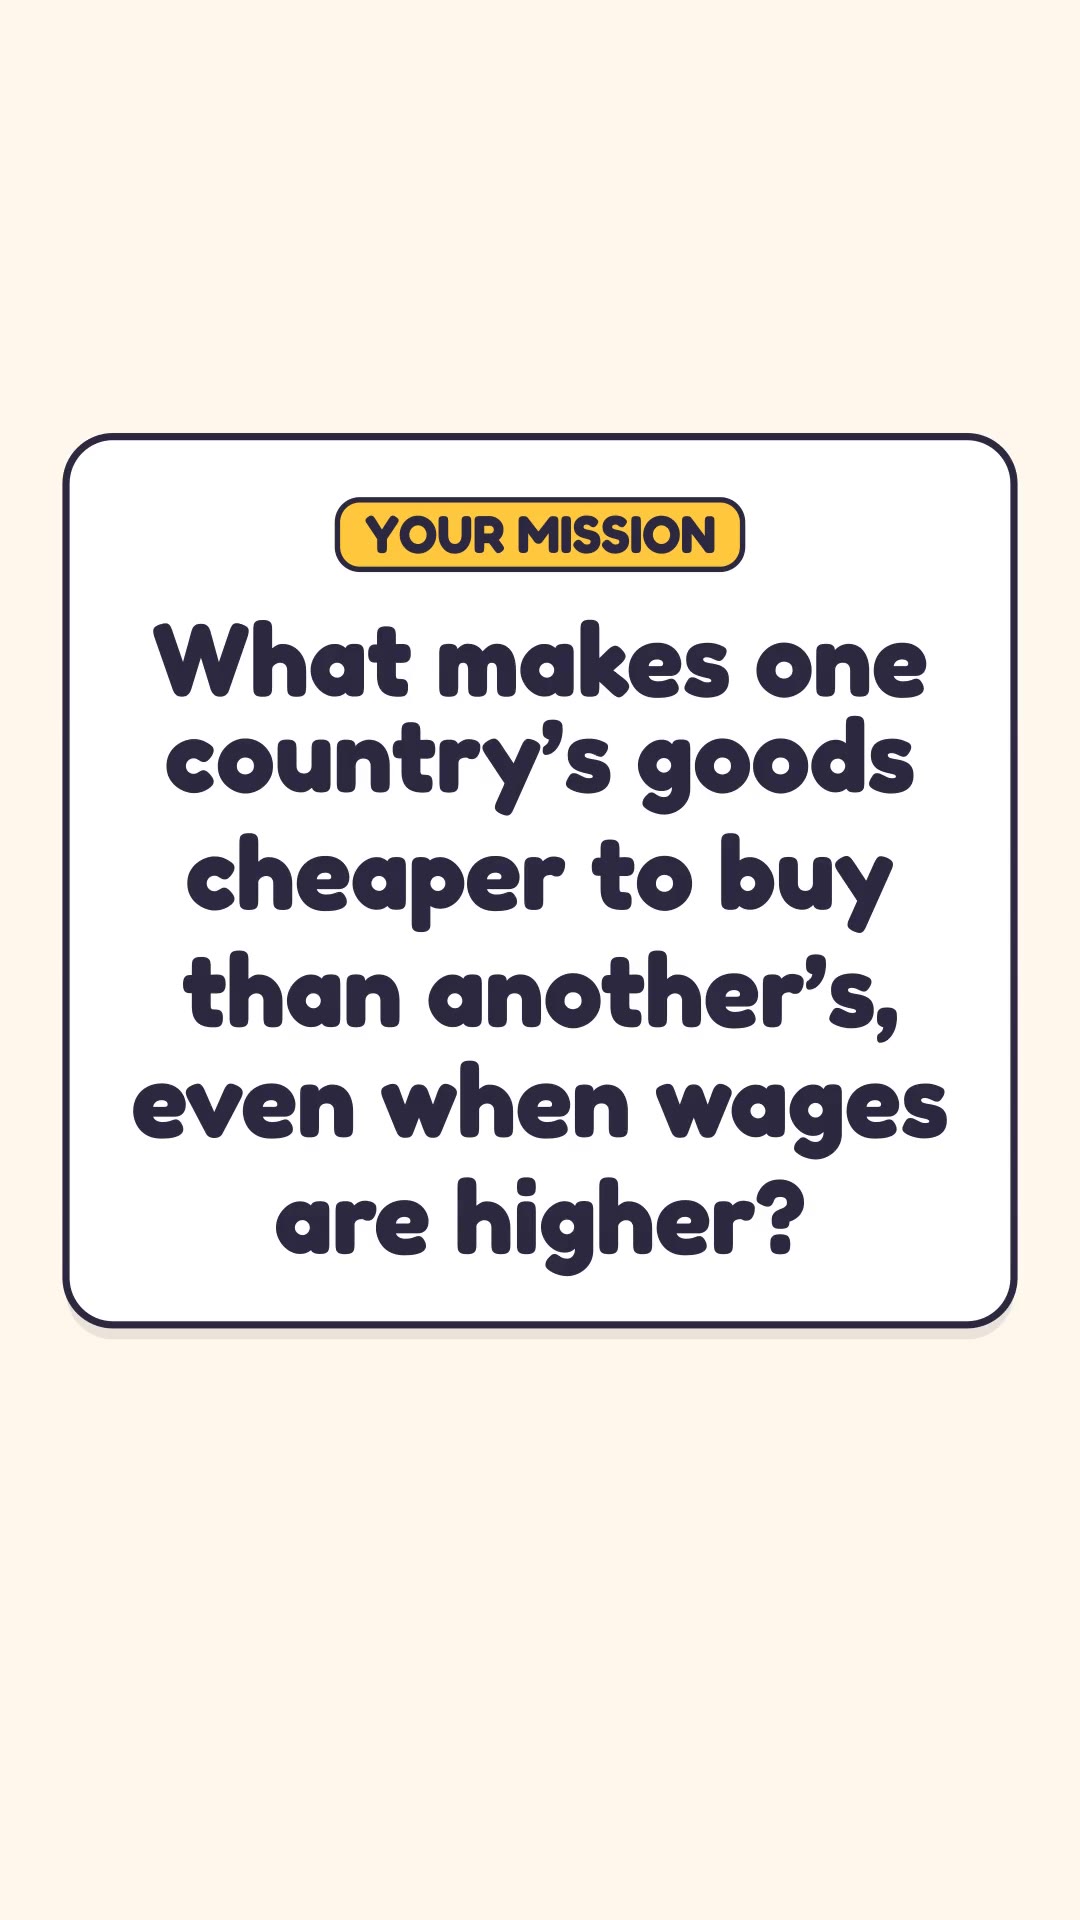 YOUR MISSION
What makes one
country’s goods
cheaper to buy
than another’s,
even when wages
are higher?